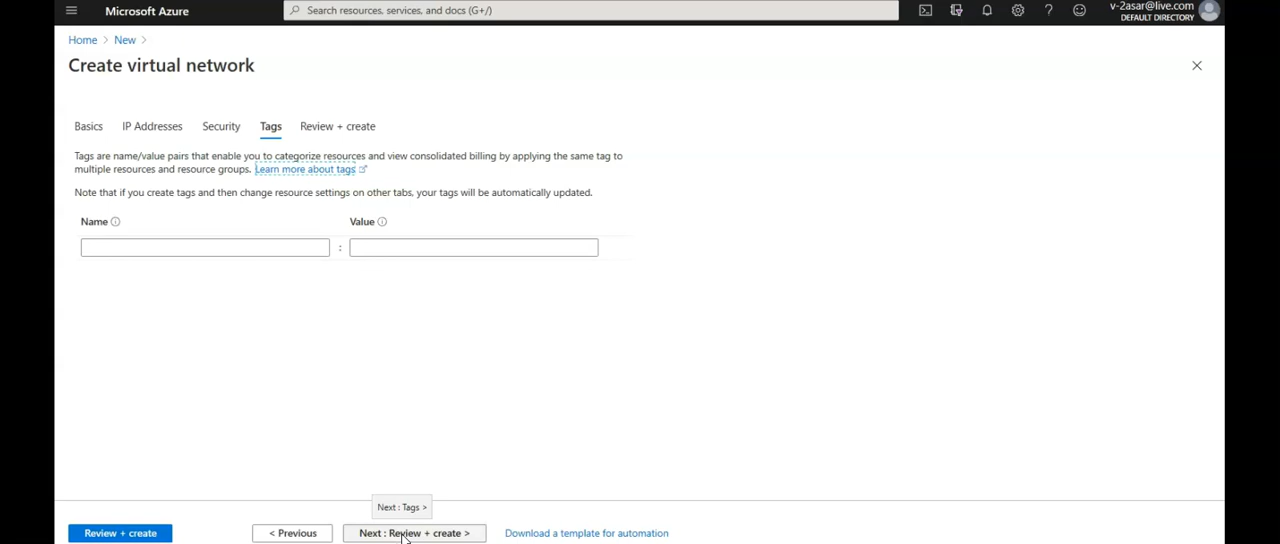 Microsoft Azure
Search resources, services, and docs (G+/)
v-2asar@live.com
DEFAULT DIRECTORY
Home > New >
Create virtual network
Basics IP Addresses Security Tags Review + create
Tags are name/value pairs that enable you to categorize resources and view consolidated billing by applying the same tag to
multiple resources and resource groups. Learn more about tags
Note that if you create tags and then change resource settings on other tabs, your tags will be automatically updated.
Name Value
:
Next : Tags >
Review + create < Previous Next : Review + create > Download a template for automation